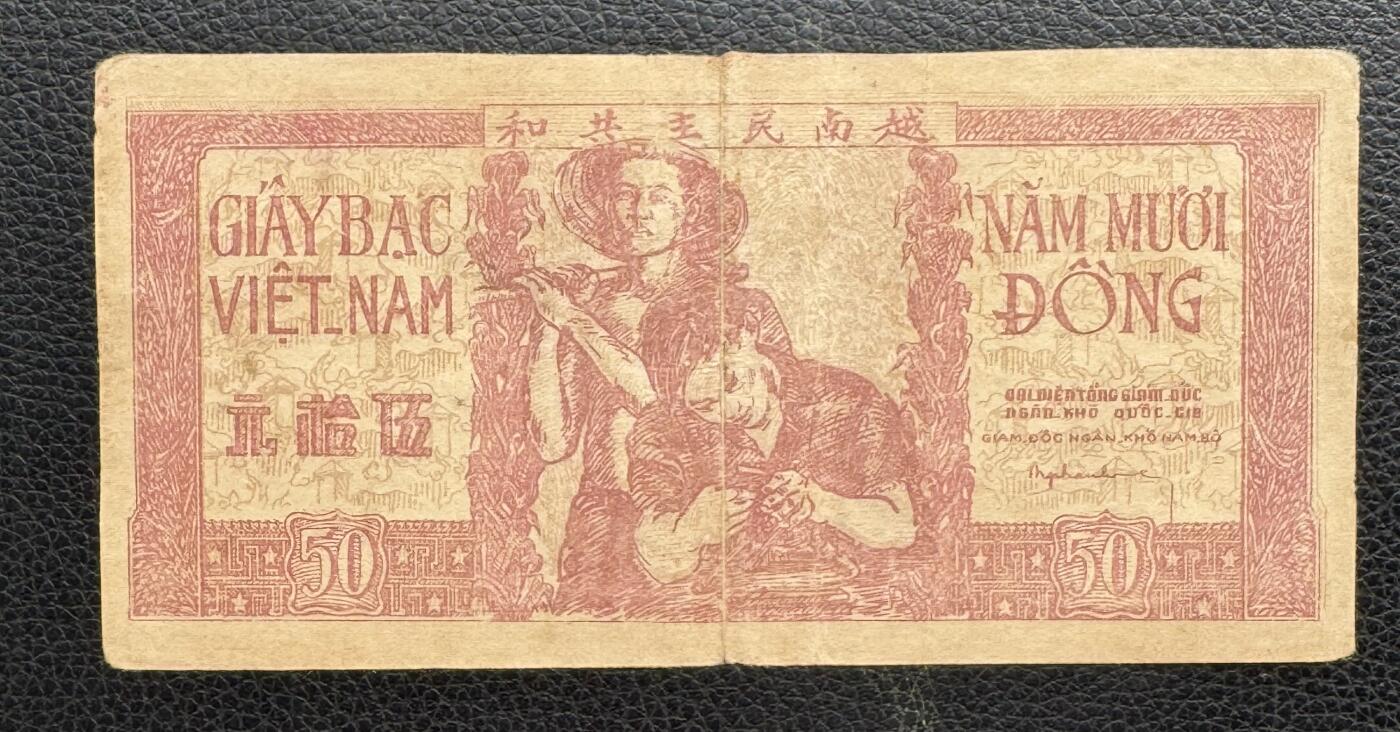 和共主民南越
GIẤY BẠC
VIỆT-NAM
元拾伍
50
NĂM MƯƠI
ĐỒNG
ĐẠI DIỆN TỔNG GIÁM ĐỐC
NGÂN KHỐ QUỐC GIA
GIÁM ĐỐC NGÂN KHỐ NAM BỘ
50